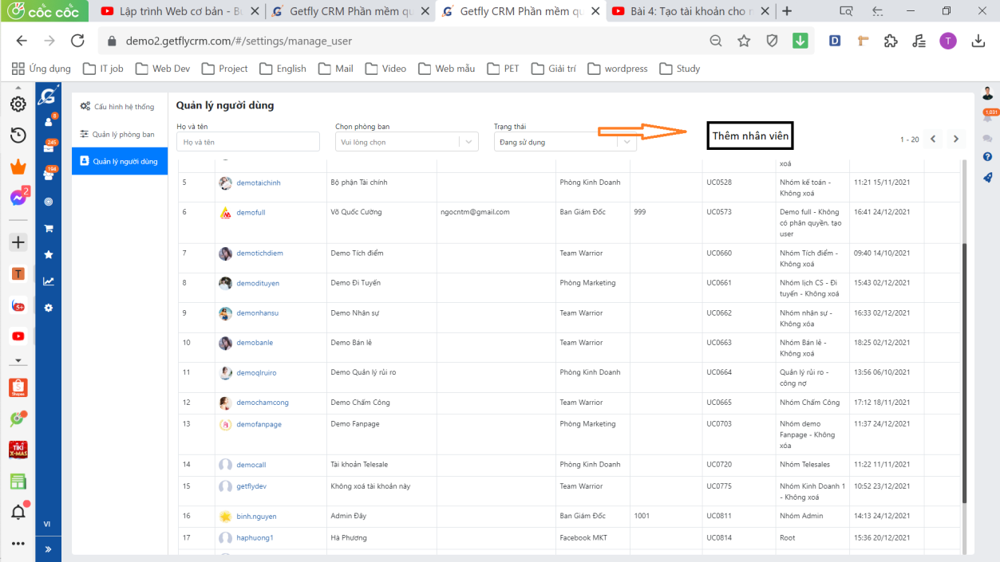 cốc cốc
Lập trình Web cơ bản - Bu
Getfly CRM Phần mềm qu
Getfly CRM Phần mềm qu
Bài 4: Tạo tài khoản cho n
demo2.getflycrm.com/#/settings/manage_user
T
Ứng dụng
IT job
Web Dev
Project
English
Mail
Video
Web mẫu
PET
Giải trí
wordpress
Study
Cấu hình hệ thống
Quản lý phòng ban
Quản lý người dùng
Quản lý người dùng
Họ và tên
Chọn phòng ban
Trạng thái
Họ và tên
Vui lòng chọn
Đang sử dụng
Thêm nhân viên
1 - 20
1,031
2
9
245
194
T
5+
Shopee
TIKI
X-MAS
VI
xoá
5 demotaichinh Bộ phận Tài chính Phòng Kinh Doanh UC0528 Nhóm kế toán - 11:21 15/11/2021
Không xoá
6 demofull Võ Quốc Cường ngocntm@gmail.com Ban Giám Đốc 999 UC0573 Demo full - Không 16:41 24/12/2021
có phân quyền, tạo
user
7 demotichdiem Demo Tích điểm Team Warrior UC0660 Nhóm Tích điểm - 09:40 14/10/2021
Không xoá
8 demodituyen Demo Đi Tuyến Phòng Marketing UC0661 Nhóm lịch CS - Đi 15:43 02/12/2021
tuyến - Không xoá
9 demonhansu Demo Nhân sự Team Warrior UC0662 Nhóm nhân sự - 16:33 02/12/2021
Không xóa
10 demobanle Demo Bán lẻ Team Warrior UC0663 Nhóm Bán lẻ - 18:25 02/12/2021
Không xoá
11 demoqlruiro Demo Quản lý rủi ro Phòng Kinh Doanh UC0664 Quản lý rủi ro - 13:56 06/10/2021
công nợ
12 demochamcong Demo Chấm Công Team Warrior UC0665 Nhóm Chấm Công 17:12 18/11/2021
13 demofanpage Demo Fanpage Phòng Marketing UC0703 Nhóm demo 11:37 24/12/2021
Fanpage - Không
xóa
14 democall Tài khoản Telesale Phòng Kinh Doanh UC0720 Nhóm Telesales 11:22 11/11/2021
15 getflydev Không xoá tài khoản này Team Warrior UC0775 Nhóm Kinh Doanh 1 10:52 23/12/2021
- Không xoá
16 binh.nguyen Admin Đây Ban Giám Đốc 1001 UC0811 Nhóm Admin 14:13 24/12/2021
17 haphuong1 Hà Phương Facebook MKT UC0814 Root 15:36 20/12/2021